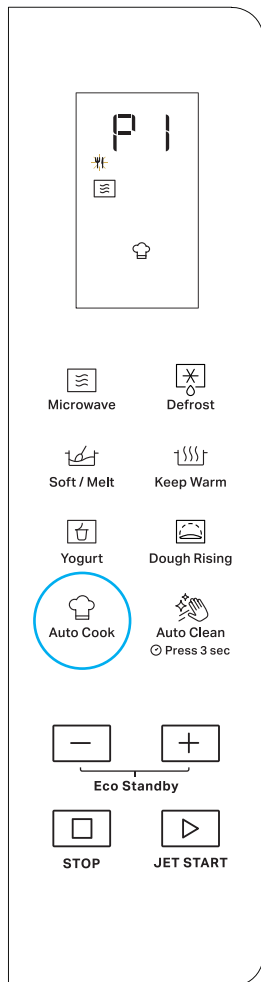 P1
Microwave
Defrost
Soft / Melt
Keep Warm
Yogurt
Dough Rising
Auto Cook
Auto Clean
Press 3 sec
Eco Standby
STOP
JET START